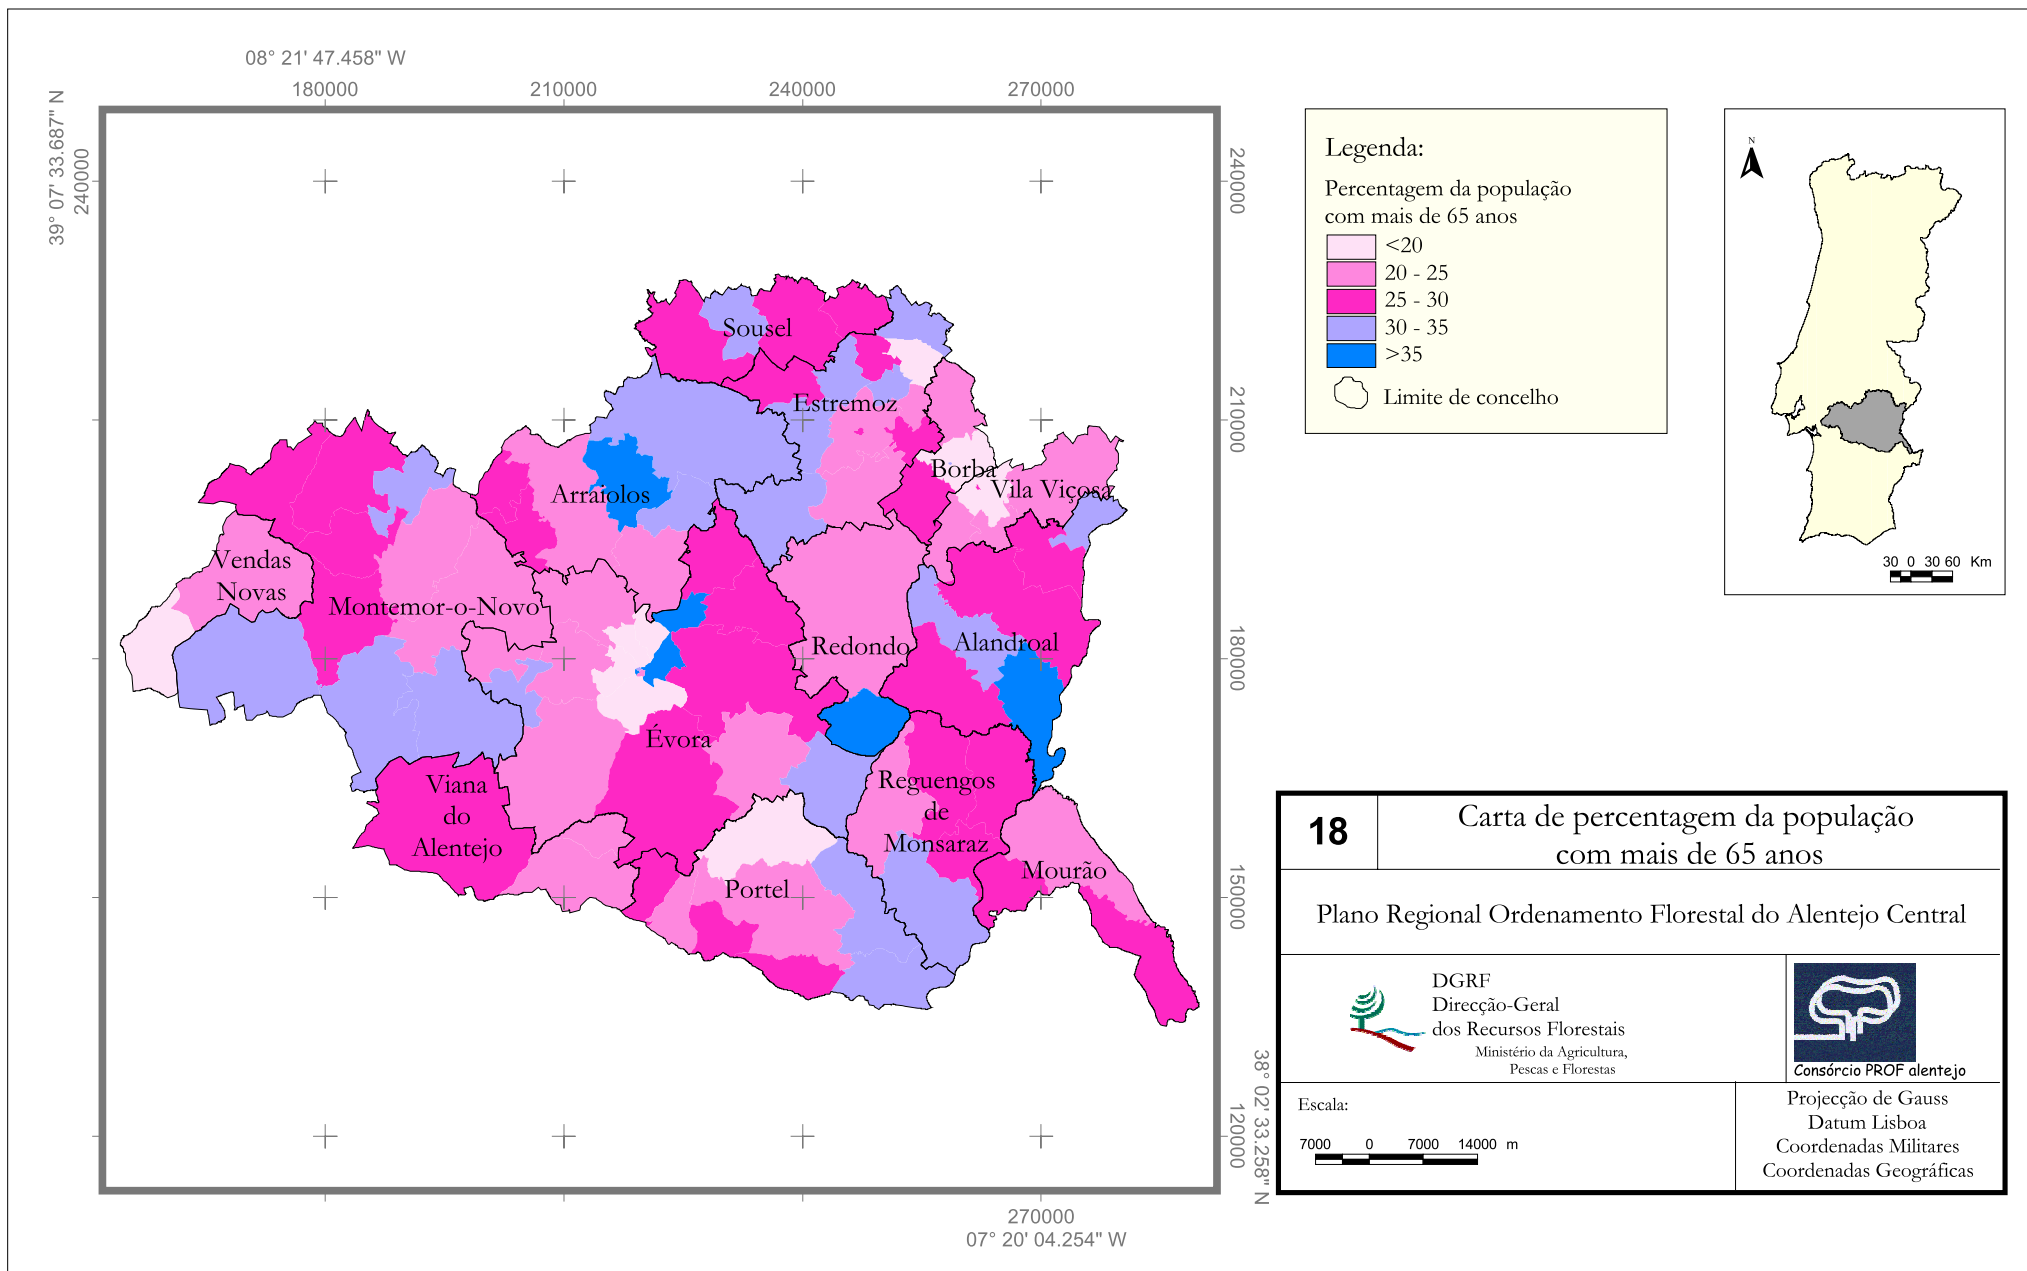 08° 21' 47.458" W
180000
210000
240000
270000
39° 07' 33.687" N
240000
240000
210000
180000
150000
120000
38° 02' 33.258" N
270000
07° 20' 04.254" W
Sousel
Estremoz
Borba
Vila Viçosa
Arraiolos
Vendas
Novas
Montemor-o-Novo
Redondo
Alandroal
Évora
Viana
do
Alentejo
Reguengos
de
Monsaraz
Mourão
Portel
Legenda:
Percentagem da população
com mais de 65 anos
<20
20 - 25
25 - 30
30 - 35
>35
Limite de concelho
N
30 0 30 60 Km
18
Carta de percentagem da população
com mais de 65 anos
Plano Regional Ordenamento Florestal do Alentejo Central
DGRF
Direcção-Geral
dos Recursos Florestais
Ministério da Agricultura,
Pescas e Florestas
Consórcio PROF alentejo
Escala:
7000 0 7000 14000 m
Projecção de Gauss
Datum Lisboa
Coordenadas Militares
Coordenadas Geográficas